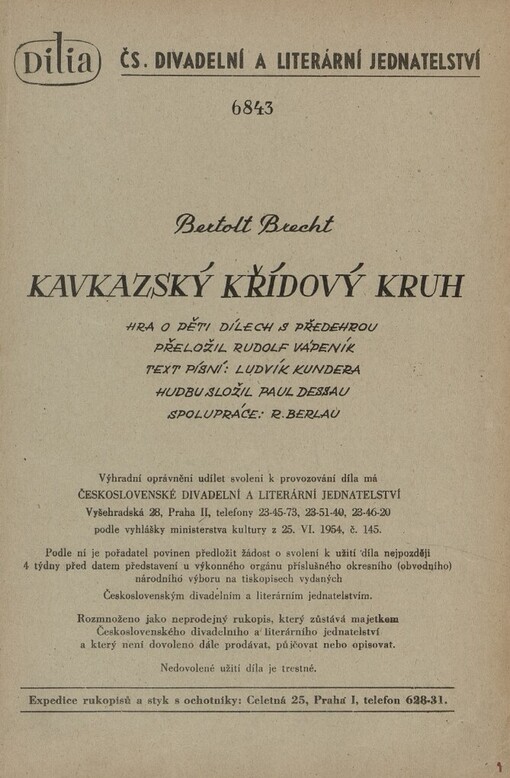 Dilia ČS. DIVADELNÍ A LITERÁRNÍ JEDNATELSTVÍ
6843
Bertolt Brecht
KAVKAZSKÝ KŘÍDOVÝ KRUH
HRA O PĚTI DÍLECH S PŘEDEHROU
PŘELOŽIL RUDOLF VÁPENÍK
TEXT PÍSNÍ: LUDVÍK KUNDERA
HUDBU SLOŽIL PAUL DESSAU
SPOLUPRÁCE: R. BERLAU
Výhradní oprávnění udílet svolení k provozování díla má
ČESKOSLOVENSKÉ DIVADELNÍ A LITERÁRNÍ JEDNATELSTVÍ
Vyšehradská 28, Praha II, telefony 23-45-73, 23-51-40, 23-46-20
podle vyhlášky ministerstva kultury z 25. VI. 1954, č. 145.
Podle ní je pořadatel povinen předložit žádost o svolení k užití díla nejpozději
4 týdny před datem představení u výkonného orgánu příslušného okresního (obvodního)
národního výboru na tiskopisech vydaných
Československým divadelním a literárním jednatelstvím.
Rozmnoženo jako neprodejný rukopis, který zůstává majetkem
Československého divadelního a literárního jednatelství
a který není dovoleno dále prodávat, půjčovat nebo opisovat.
Nedovolené užití díla je trestné.
Expedice rukopisů a styk s ochotníky: Celetná 25, Praha I, telefon 628-31.